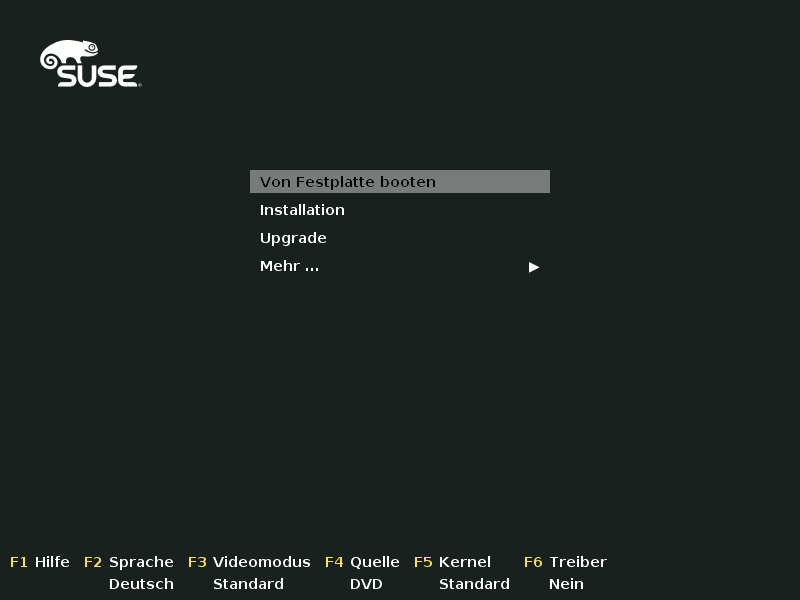 SUSE
Von Festplatte booten
Installation
Upgrade
Mehr ...
F1 Hilfe F2 Sprache F3 Videomodus F4 Quelle F5 Kernel F6 Treiber
Deutsch Standard DVD Standard Nein